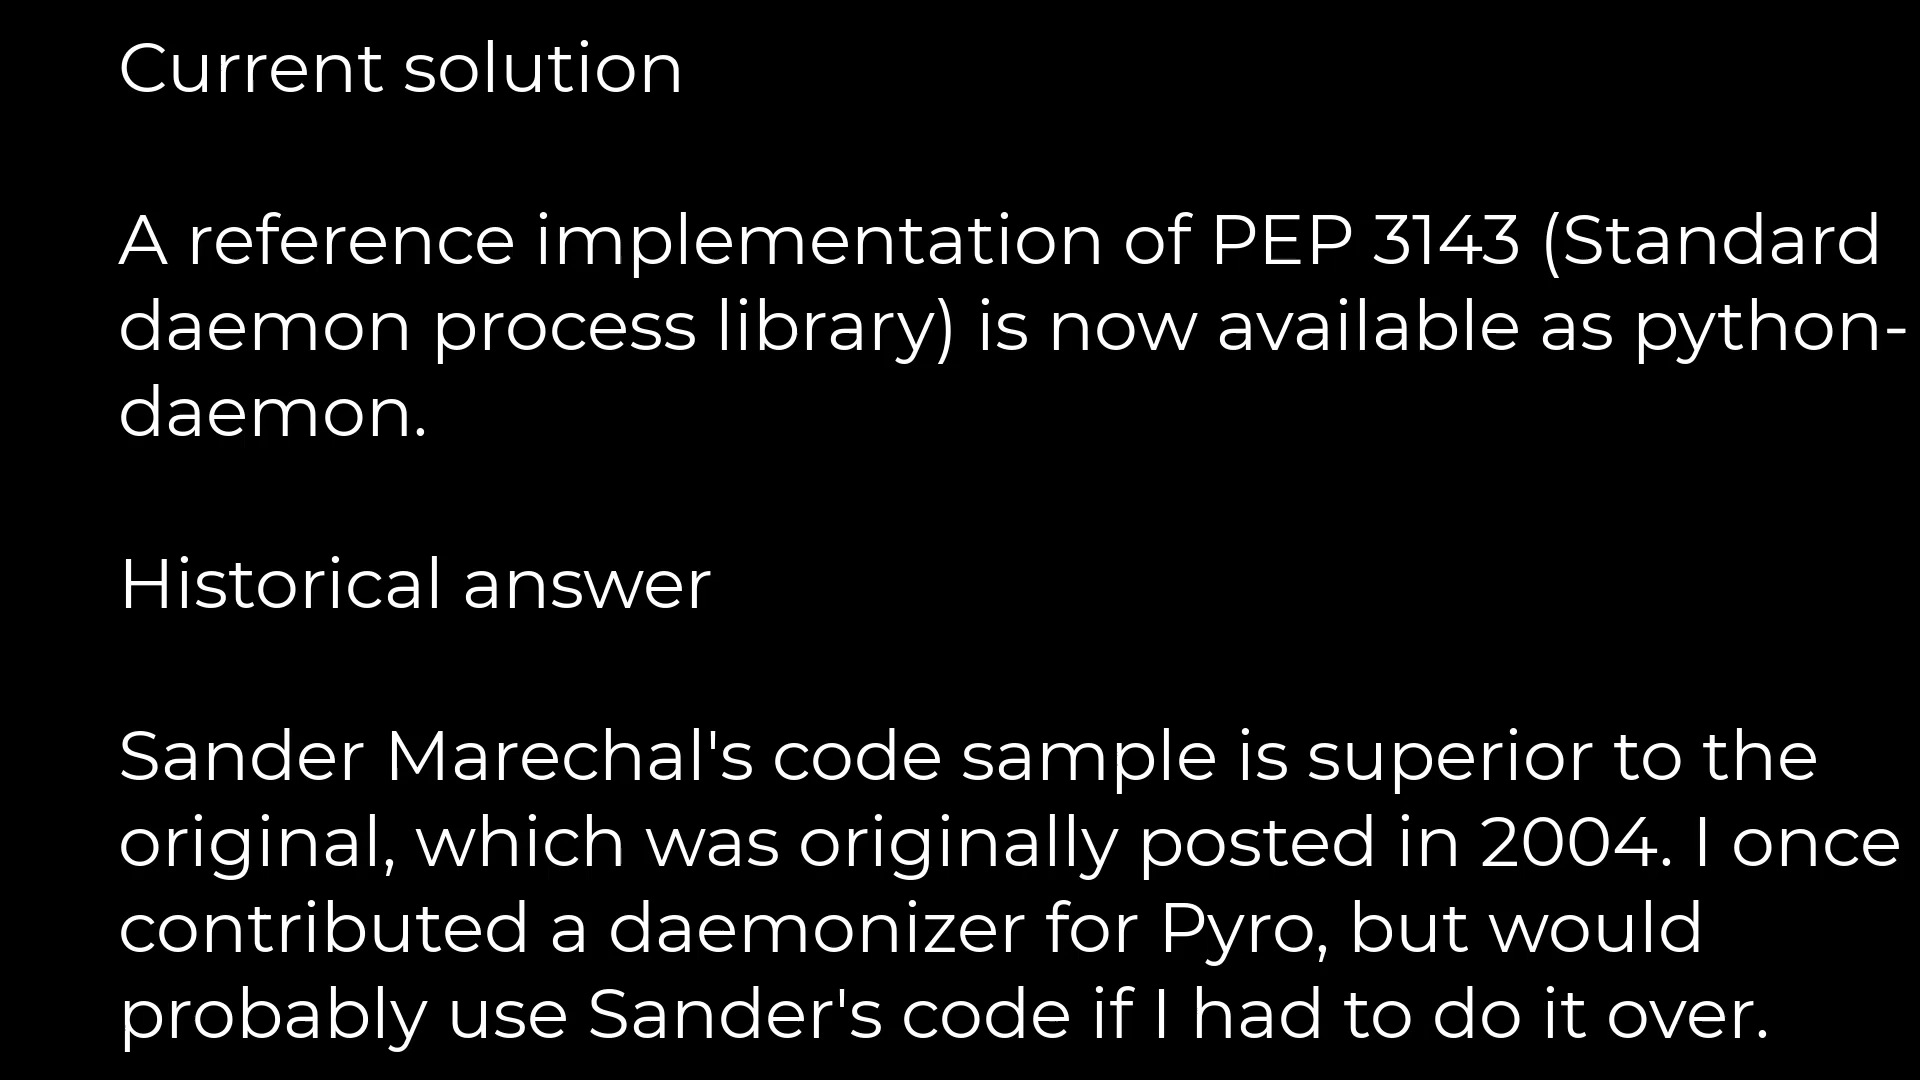 Current solution
A reference implementation of PEP 3143 (Standard
daemon process library) is now available as python-
daemon.
Historical answer
Sander Marechal's code sample is superior to the
original, which was originally posted in 2004. I once
contributed a daemonizer for Pyro, but would
probably use Sander's code if I had to do it over.